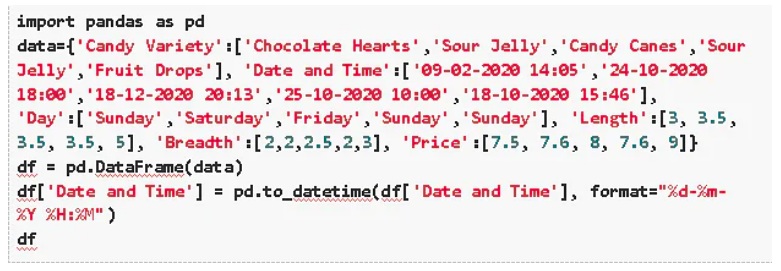 import pandas as pd
data={'Candy Variety':['Chocolate Hearts','Sour Jelly','Candy Canes','Sour
Jelly','Fruit Drops'], 'Date and Time':['09-02-2020 14:05','24-10-2020
18:00','18-12-2020 20:13','25-10-2020 10:00','18-10-2020 15:46'],
'Day':['Sunday','Saturday','Friday','Sunday','Sunday'], 'Length':[3, 3.5,
3.5, 3.5, 5], 'Breadth':[2,2,2.5,2,3], 'Price':[7.5, 7.6, 8, 7.6, 9]}
df = pd.DataFrame(data)
df['Date and Time'] = pd.to_datetime(df['Date and Time'], format="%d-%m-
%Y %H:%M")
df